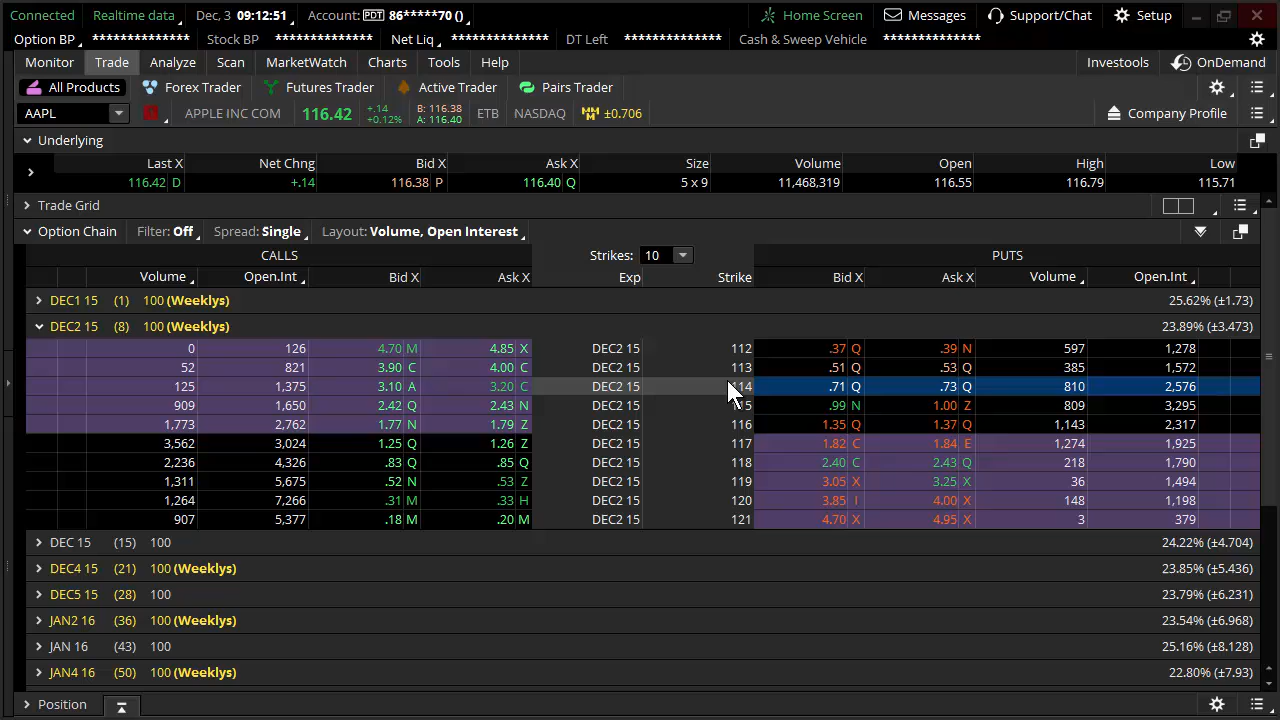 Connected Realtime data Dec, 3 09:12:51 Account: PDT 86*****70 () Home Screen Messages Support/Chat Setup
Option BP ************** Stock BP ************** Net Liq ************** DT Left ************** Cash & Sweep Vehicle **************
Monitor Trade Analyze Scan MarketWatch Charts Tools Help Investools OnDemand
All Products Forex Trader Futures Trader Active Trader Pairs Trader
AAPL APPLE INC COM 116.42 +.14 +0.12% B: 116.38 A: 116.40 ETB NASDAQ MMM ±0.706 Company Profile
Underlying
Last X Net Chng Bid X Ask X Size Volume Open High Low
116.42 D +.14 116.38 P 116.40 Q 5 x 9 11,468,319 116.55 116.79 115.71
Trade Grid
Option Chain Filter: Off Spread: Single Layout: Volume, Open Interest
CALLS Strikes: 10 PUTS
Volume Open.Int Bid X Ask X Exp Strike Bid X Ask X Volume Open.Int
DEC1 15 (1) 100 (Weeklys) 25.62% (±1.73)
DEC2 15 (8) 100 (Weeklys) 23.89% (±3.473)
0 126 4.70 M 4.85 X DEC2 15 112 .37 Q .39 N 597 1,278
52 821 3.90 C 4.00 C DEC2 15 113 .51 Q .53 Q 385 1,572
125 1,375 3.10 A 3.20 C DEC2 15 114 .71 Q .73 Q 810 2,576
909 1,650 2.42 Q 2.43 N DEC2 15 .99 N 1.00 Z 809 3,295
1,773 2,762 1.77 N 1.79 Z DEC2 15 116 1.35 Q 1.37 Q 1,143 2,317
3,562 3,024 1.25 Q 1.26 Z DEC2 15 117 1.82 C 1.84 E 1,274 1,925
2,236 4,326 .83 Q .85 Q DEC2 15 118 2.40 C 2.43 Q 218 1,790
1,311 5,675 .52 N .53 Z DEC2 15 119 3.05 X 3.25 X 36 1,494
1,264 7,266 .31 M .33 H DEC2 15 120 3.85 I 4.00 X 148 1,198
907 5,377 .18 M .20 M DEC2 15 121 4.70 X 4.95 X 3 379
DEC 15 (15) 100 24.22% (±4.704)
DEC4 15 (21) 100 (Weeklys) 23.85% (±5.436)
DEC5 15 (28) 100 23.79% (±6.231)
JAN2 16 (36) 100 (Weeklys) 23.54% (±6.968)
JAN 16 (43) 100 25.16% (±8.128)
JAN4 16 (50) 100 (Weeklys) 22.80% (±7.93)
Position